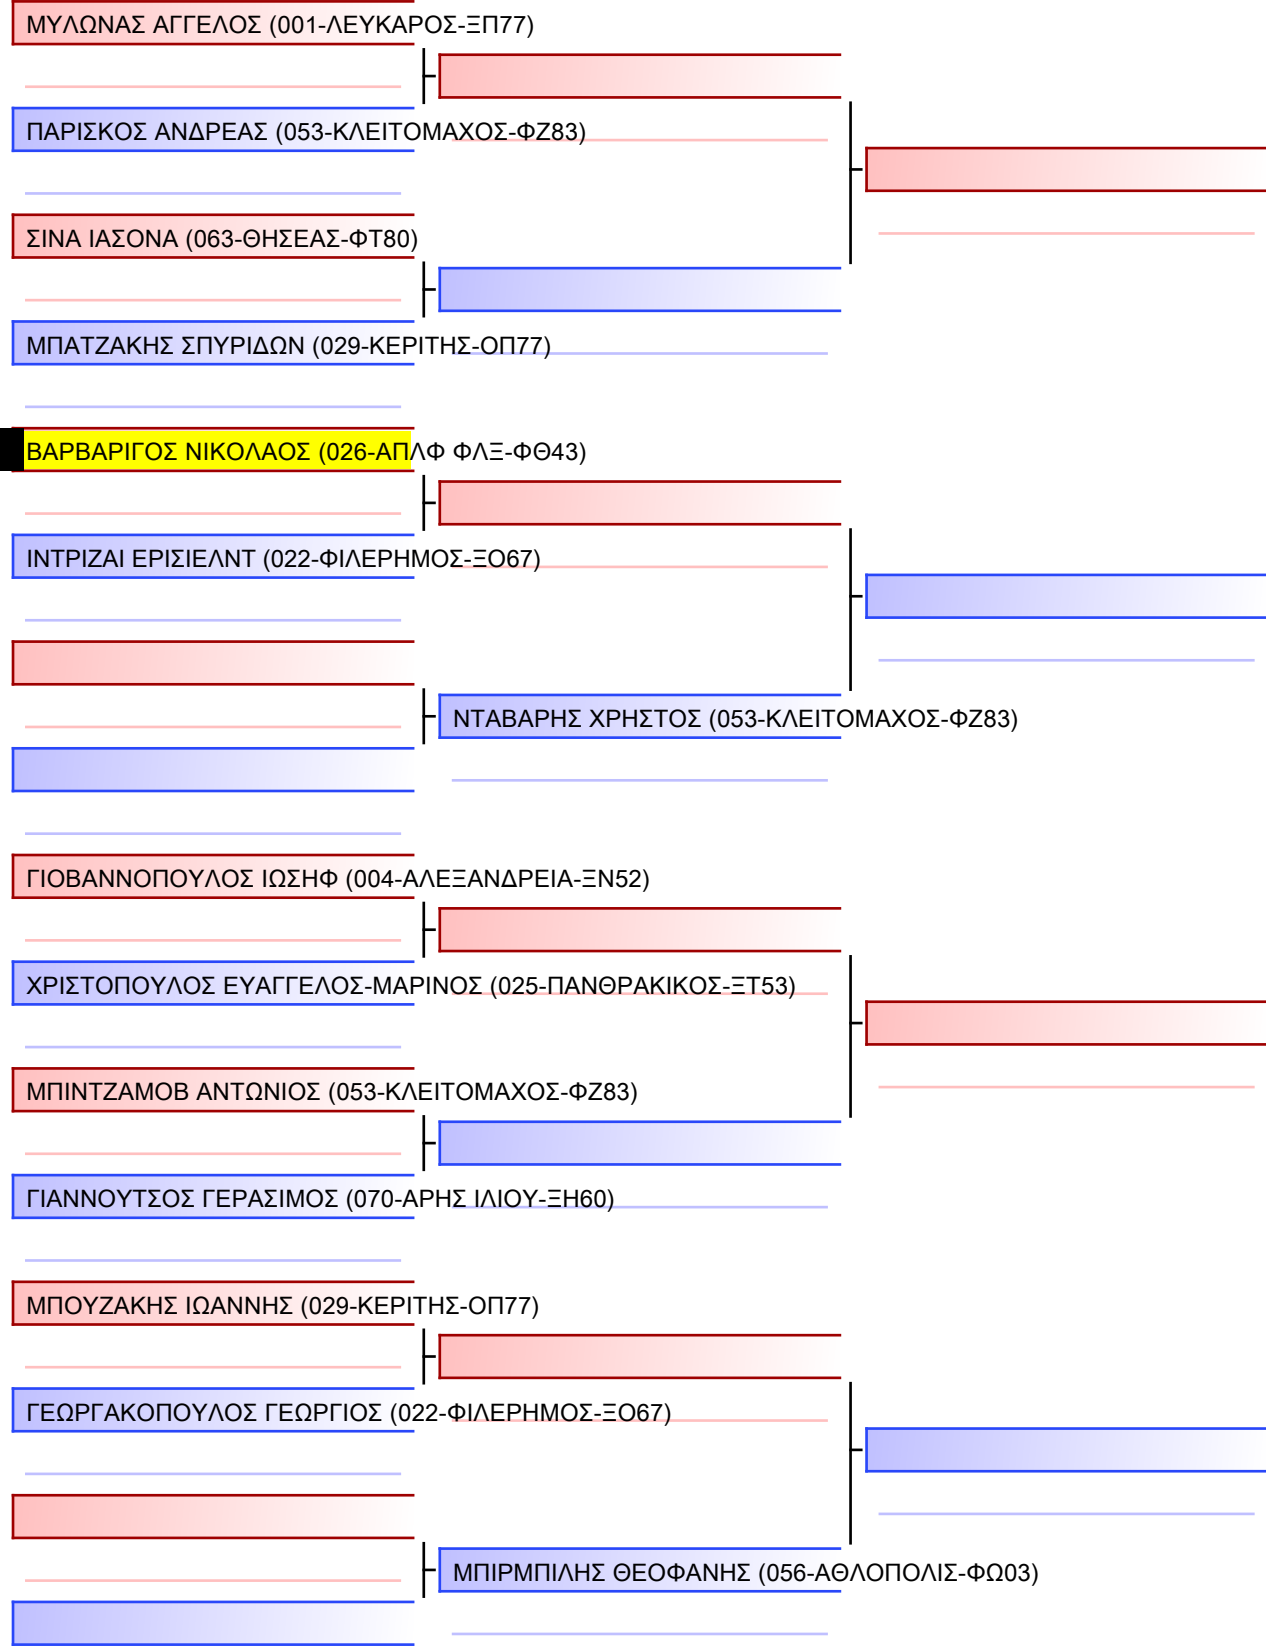 ΜΥΛΩΝΑΣ ΑΓΓΕΛΟΣ (001-ΛΕΥΚΑΡΟΣ-ΞΠ77)
ΠΑΡΙΣΚΟΣ ΑΝΔΡΕΑΣ (053-ΚΛΕΙΤΟΜΑΧΟΣ-ΦΖ83)
ΣΙΝΑ ΙΑΣΟΝΑ (063-ΘΗΣΕΑΣ-ΦΤ80)
ΜΠΑΤΖΑΚΗΣ ΣΠΥΡΙΔΩΝ (029-ΚΕΡΙΤΗΣ-ΟΠ77)
ΒΑΡΒΑΡΙΓΟΣ ΝΙΚΟΛΑΟΣ (026-ΑΠΛΦ ΦΛΞ-ΦΘ43)
ΙΝΤΡΙΖΑΙ ΕΡΙΣΙΕΛΝΤ (022-ΦΙΛΕΡΗΜΟΣ-ΞΟ67)
ΝΤΑΒΑΡΗΣ ΧΡΗΣΤΟΣ (053-ΚΛΕΙΤΟΜΑΧΟΣ-ΦΖ83)
ΓΙΟΒΑΝΝΟΠΟΥΛΟΣ ΙΩΣΗΦ (004-ΑΛΕΞΑΝΔΡΕΙΑ-ΞΝ52)
ΧΡΙΣΤΟΠΟΥΛΟΣ ΕΥΑΓΓΕΛΟΣ-ΜΑΡΙΝΟΣ (025-ΠΑΝΘΡΑΚΙΚΟΣ-ΞΤ53)
ΜΠΙΝΤΖΑΜΟΒ ΑΝΤΩΝΙΟΣ (053-ΚΛΕΙΤΟΜΑΧΟΣ-ΦΖ83)
ΓΙΑΝΝΟΥΤΣΟΣ ΓΕΡΑΣΙΜΟΣ (070-ΑΡΗΣ ΙΛΙΟΥ-ΞΗ60)
ΜΠΟΥΖΑΚΗΣ ΙΩΑΝΝΗΣ (029-ΚΕΡΙΤΗΣ-ΟΠ77)
ΓΕΩΡΓΑΚΟΠΟΥΛΟΣ ΓΕΩΡΓΙΟΣ (022-ΦΙΛΕΡΗΜΟΣ-ΞΟ67)
ΜΠΙΡΜΠΙΛΗΣ ΘΕΟΦΑΝΗΣ (056-ΑΘΛΟΠΟΛΙΣ-ΦΩ03)